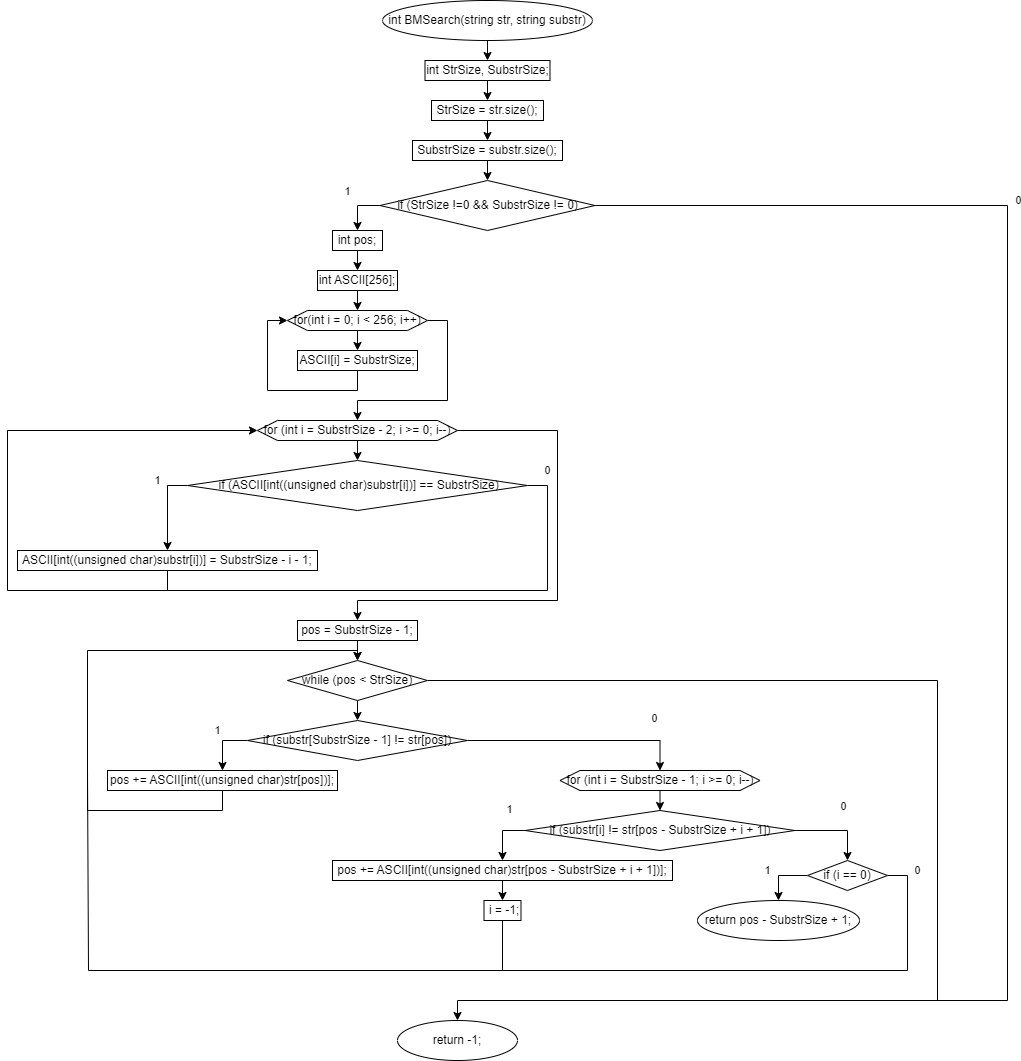 int BMSearch(string str, string substr)
int StrSize, SubstrSize;
StrSize = str.size();
SubstrSize = substr.size();
if (StrSize !=0 && SubstrSize != 0)
1
0
int pos;
int ASCII[256];
for(int i = 0; i < 256; i++)
ASCII[i] = SubstrSize;
for (int i = SubstrSize - 2; i >= 0; i--)
if (ASCII[int((unsigned char)substr[i])] == SubstrSize)
1
0
ASCII[int((unsigned char)substr[i])] = SubstrSize - i - 1;
pos = SubstrSize - 1;
while (pos < StrSize)
if (substr[SubstrSize - 1] != str[pos])
1
0
pos += ASCII[int((unsigned char)str[pos])];
for (int i = SubstrSize - 1; i >= 0; i--)
if (substr[i] != str[pos - SubstrSize + i + 1])
1
0
pos += ASCII[int((unsigned char)str[pos - SubstrSize + i + 1])];
i = -1;
if (i == 0)
1
0
return pos - SubstrSize + 1;
return -1;